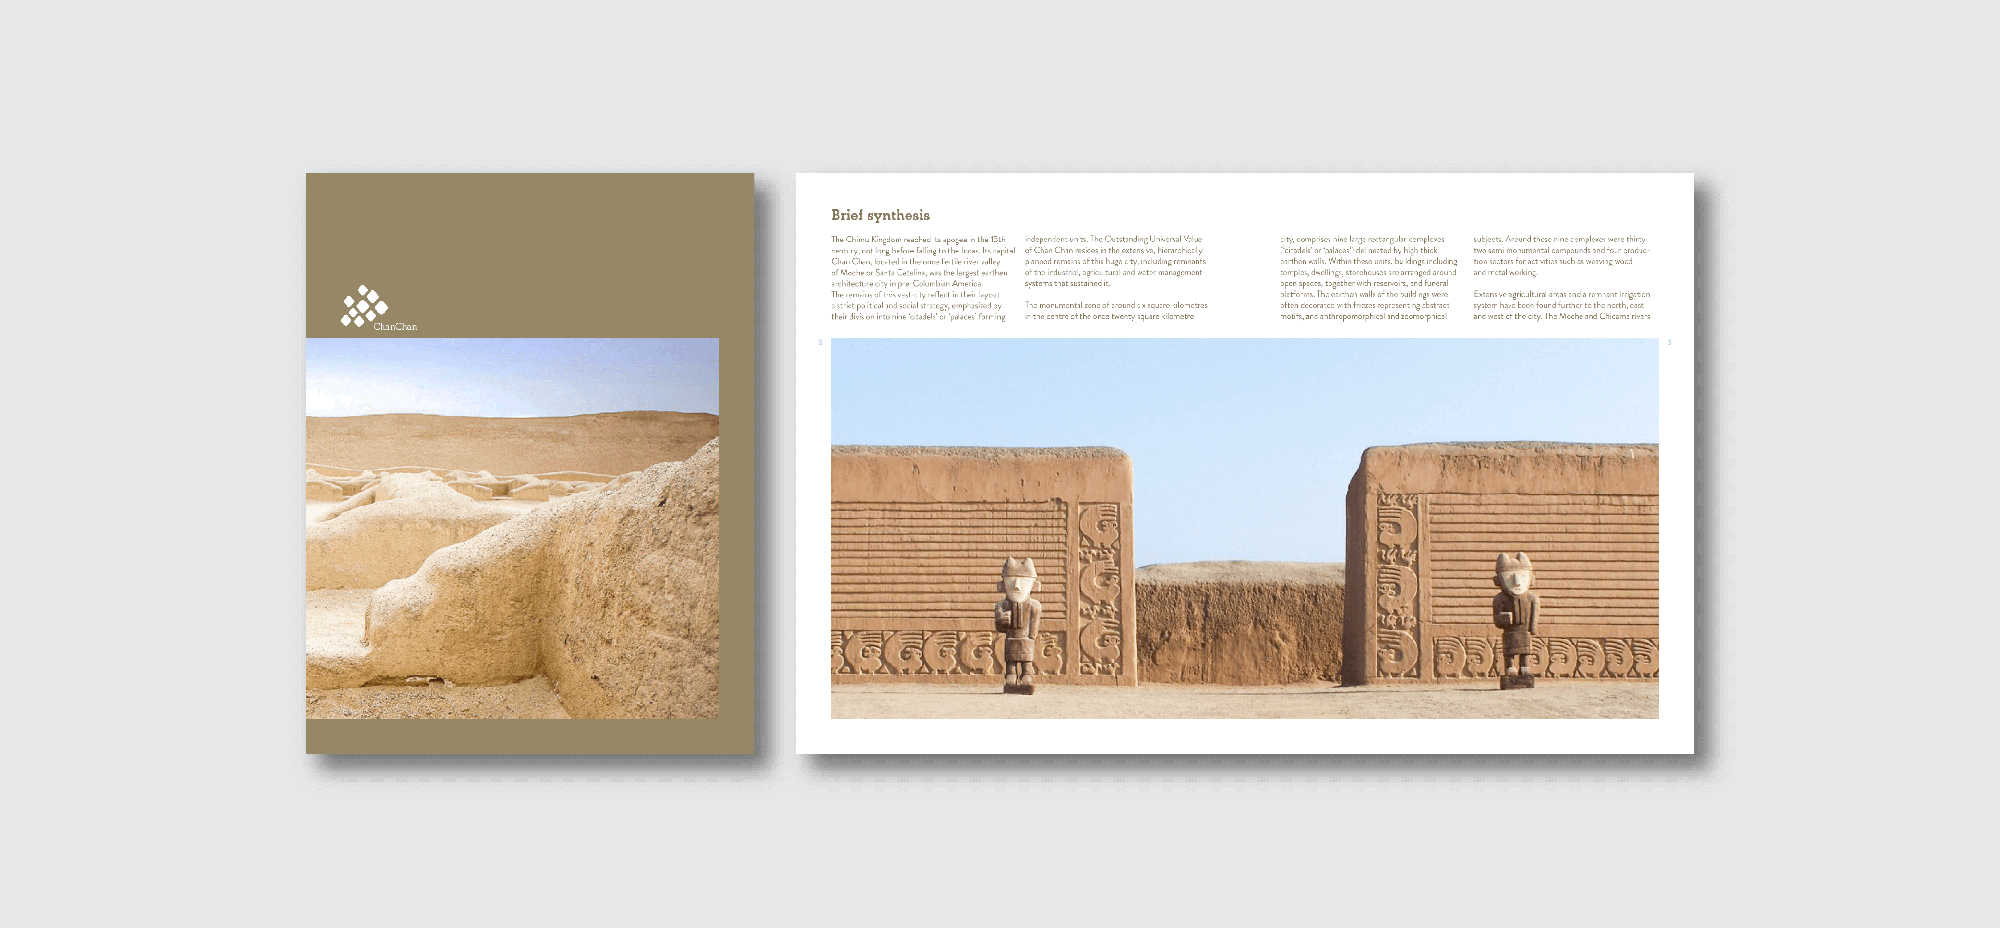 ChanChan
Brief synthesis
The Chimu Kingdom reached its apogee in the 15th
century, not long before falling to the Incas. Its capital
Chan Chan, located in the once fertile river valley
of Moche or Santa Catalina, was the largest earthen
architecture city in pre-Columbian America.
The remains of this vast city reflect in their layout
a strict political and social strategy, emphasized by
their division into nine 'citadels' or 'palaces' forming
independent units. The Outstanding Universal Value
of Chan Chan resides in the extensive, hierarchically
planned remains of this huge city, including remnants
of the industrial, agricultural and water management
systems that sustained it.
The monumental zone of around six square kilometres
in the centre of the once twenty square kilometre
city, comprises nine large rectangular complexes
('citadels' or 'palaces') delineated by high thick
earthen walls. Within these units, buildings including
temples, dwellings, storehouses are arranged around
open spaces, together with reservoirs, and funeral
platforms. The earthen walls of the buildings were
often decorated with friezes representing abstract
motifs, and anthropomorphical and zoomorphical
subjects. Around these nine complexes were thirty
two semi monumental compounds and four produc-
tion sectors for activities such as weaving wood
and metal working.
Extensive agricultural areas and a remnant irrigation
system have been found further to the north, east
and west of the city. The Moche and Chicama rivers
2
3